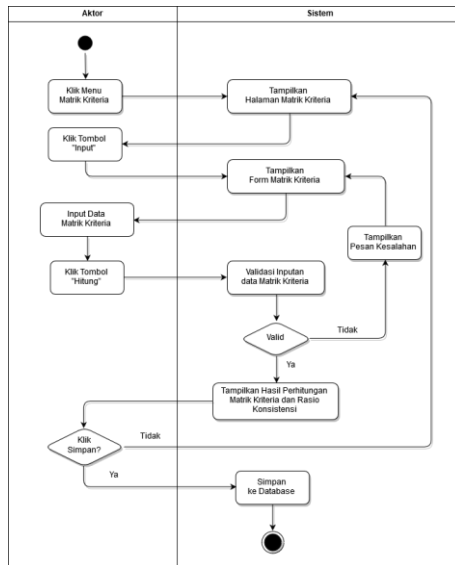 Aktor
Sistem
Klik Menu
Matrik Kriteria
Tampilkan
Halaman Matrik Kriteria
Klik Tombol
"Input"
Tampilkan
Form Matrik Kriteria
Input Data
Matrik Kriteria
Tampilkan
Pesan Kesalahan
Klik Tombol
"Hitung"
Validasi Inputan
data Matrik Kriteria
Valid
Tidak
Ya
Tampilkan Hasil Perhitungan
Matrik Kriteria dan Rasio
Konsistensi
Klik
Simpan?
Tidak
Ya
Simpan
ke Database